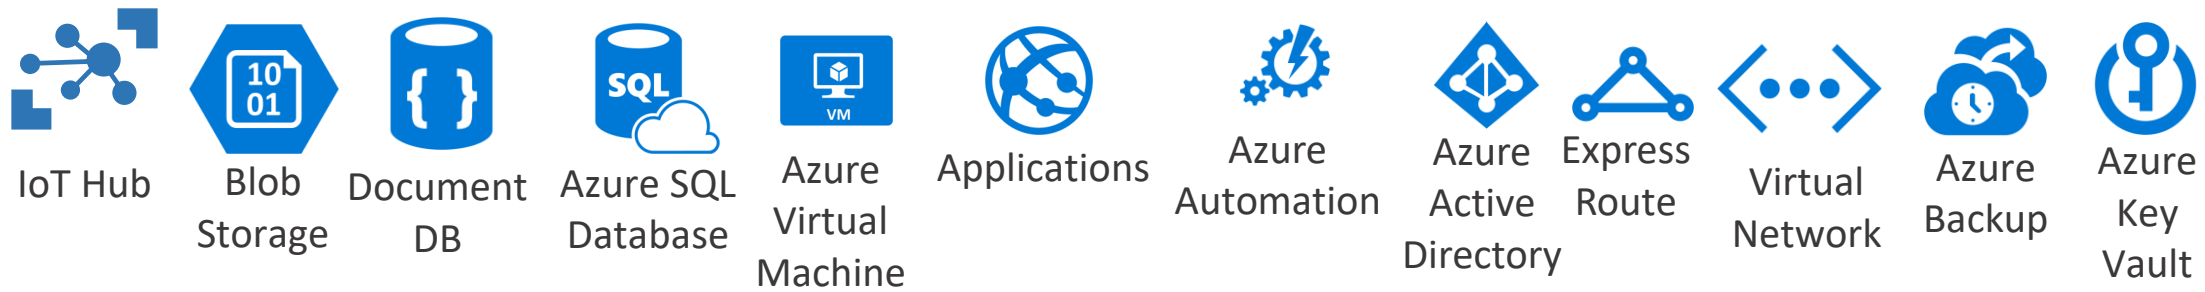 IoT Hub
10
01
Blob
Storage
{ }
Document
DB
SQL
Azure SQL
Database
VM
Azure
Virtual
Machine
Applications
Azure
Automation
Azure
Active
Directory
Express
Route
Virtual
Network
Azure
Backup
Azure
Key
Vault